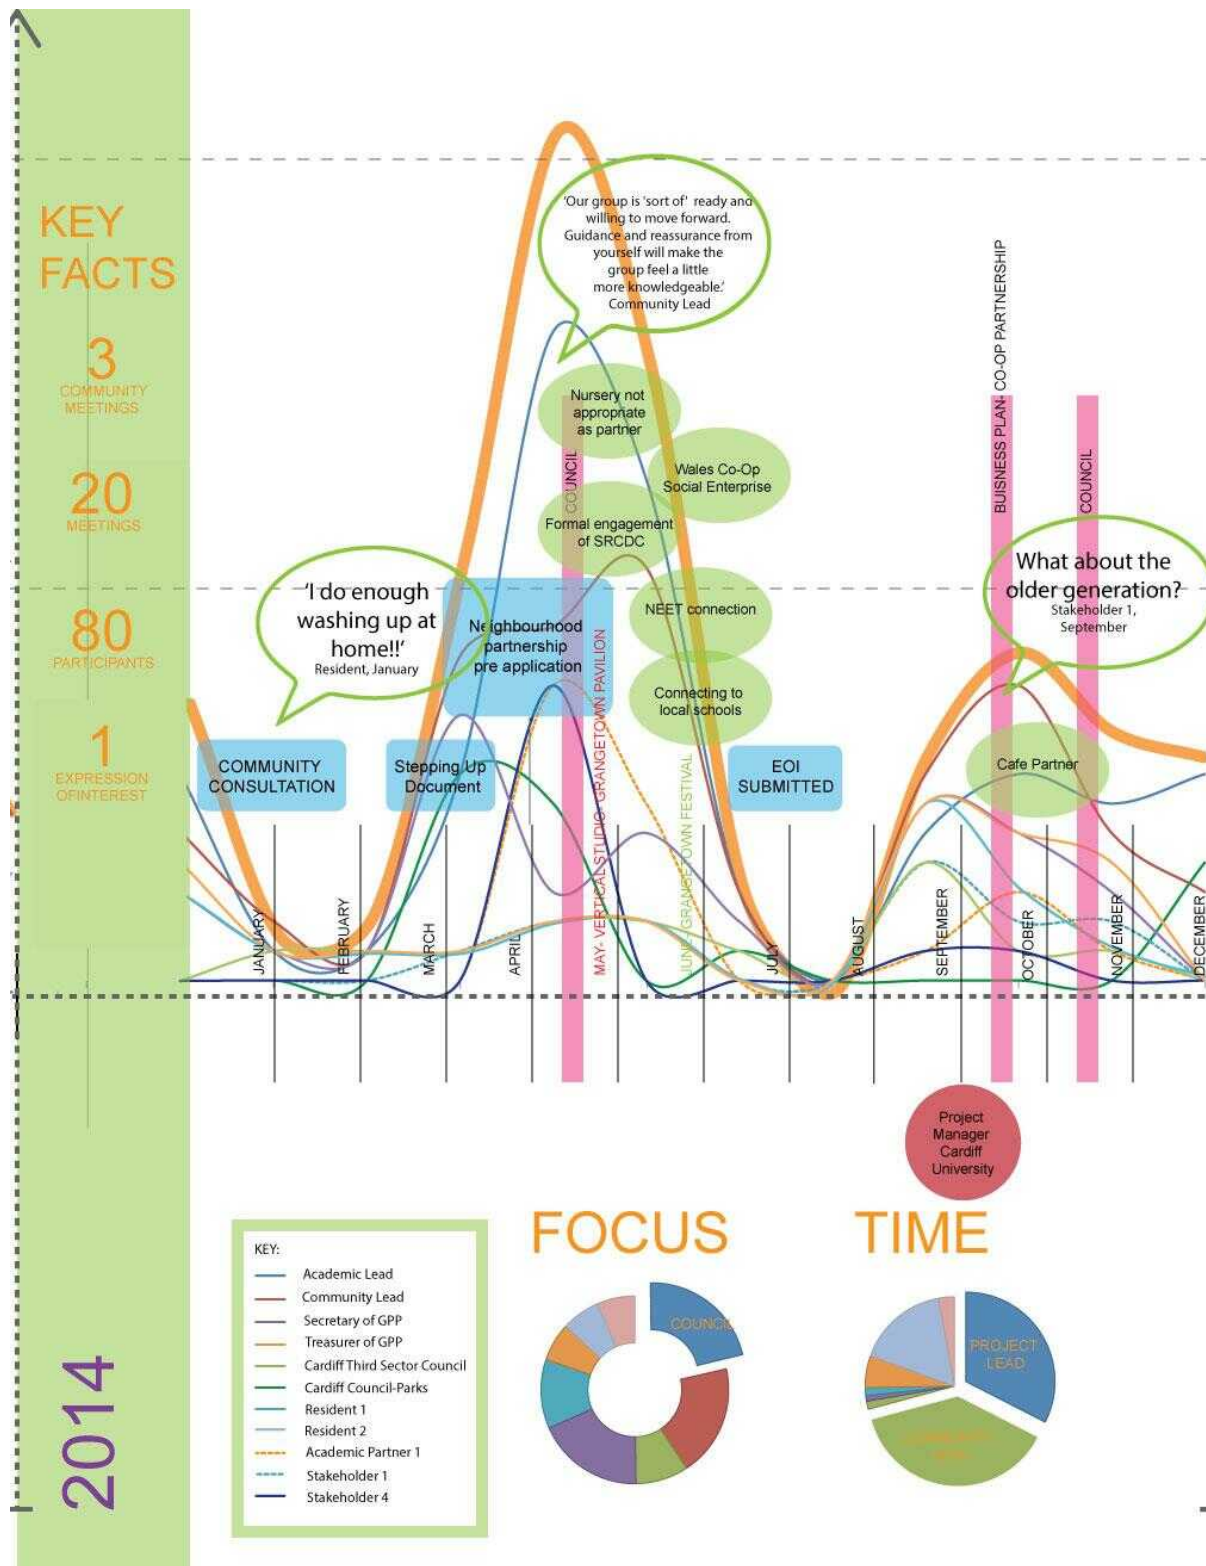 KEY
FACTS
3
COMMUNITY
MEETINGS
20
MEETINGS
80
PARTICIPANTS
1
EXPRESSION
OFINTEREST
2014
'Our group is 'sort of' ready and
willing to move forward.
Guidance and reassurance from
yourself will make the
group feel a little
more knowledgeable.'
Community Lead
Nursery not
appropriate
as partner
Wales Co-Op
Social Enterprise
Formal engagement
of SRCDC
NEET connection
Connecting to
local schools
'I do enough
washing up at
home!!'
Resident, January
Neighbourhood
partnership
pre application
COMMUNITY
CONSULTATION
Stepping Up
Document
EOI
SUBMITTED
What about the
older generation?
Stakeholder 1,
September
Cafe Partner
COUNCIL
MAY- VERTICAL STUDIO- GRANGETOWN PAVILION
JUNE- GRANGETOWN FESTIVAL
BUISNESS PLAN- CO-OP PARTNERSHIP
COUNCIL
JANUARY
FEBRUARY
MARCH
APRIL
JULY
AUGUST
SEPTEMBER
OCTOBER
NOVEMBER
DECEMBER
Project
Manager
Cardiff
University
KEY:
Academic Lead
Community Lead
Secretary of GPP
Treasurer of GPP
Cardiff Third Sector Council
Cardiff Council-Parks
Resident 1
Resident 2
Academic Partner 1
Stakeholder 1
Stakeholder 4
FOCUS
COUNCIL
TIME
PROJECT
LEAD
COMMUNITY